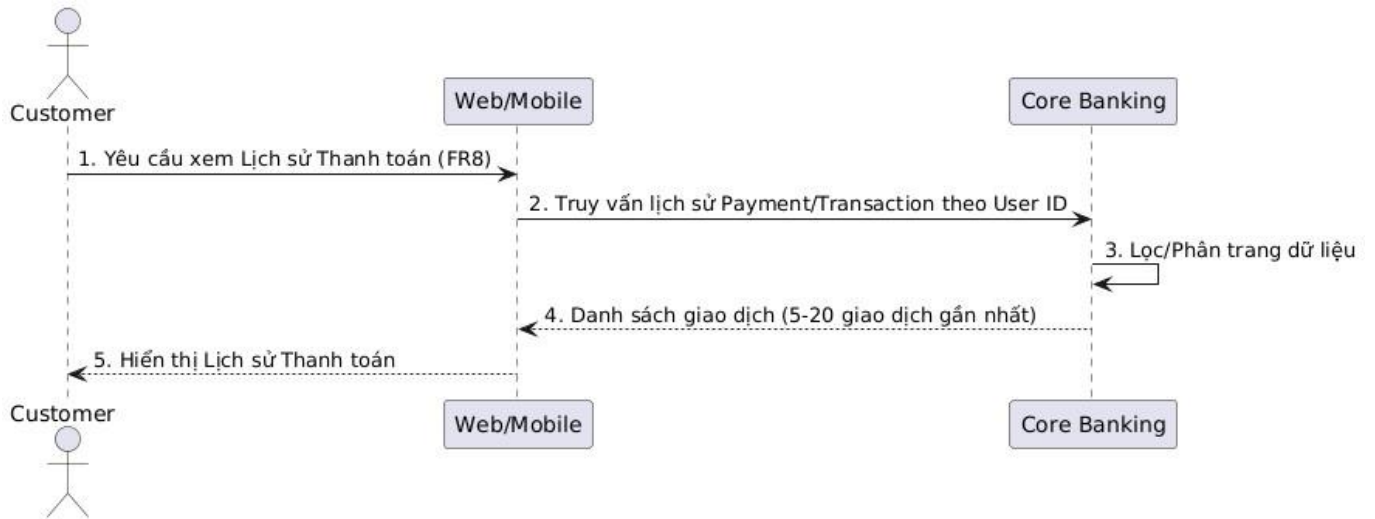 Customer
Web/Mobile
Core Banking
1. Yêu cầu xem Lịch sử Thanh toán (FR8)
2. Truy vấn lịch sử Payment/Transaction theo User ID
3. Lọc/Phân trang dữ liệu
4. Danh sách giao dịch (5-20 giao dịch gần nhất)
5. Hiển thị Lịch sử Thanh toán
Customer
Web/Mobile
Core Banking